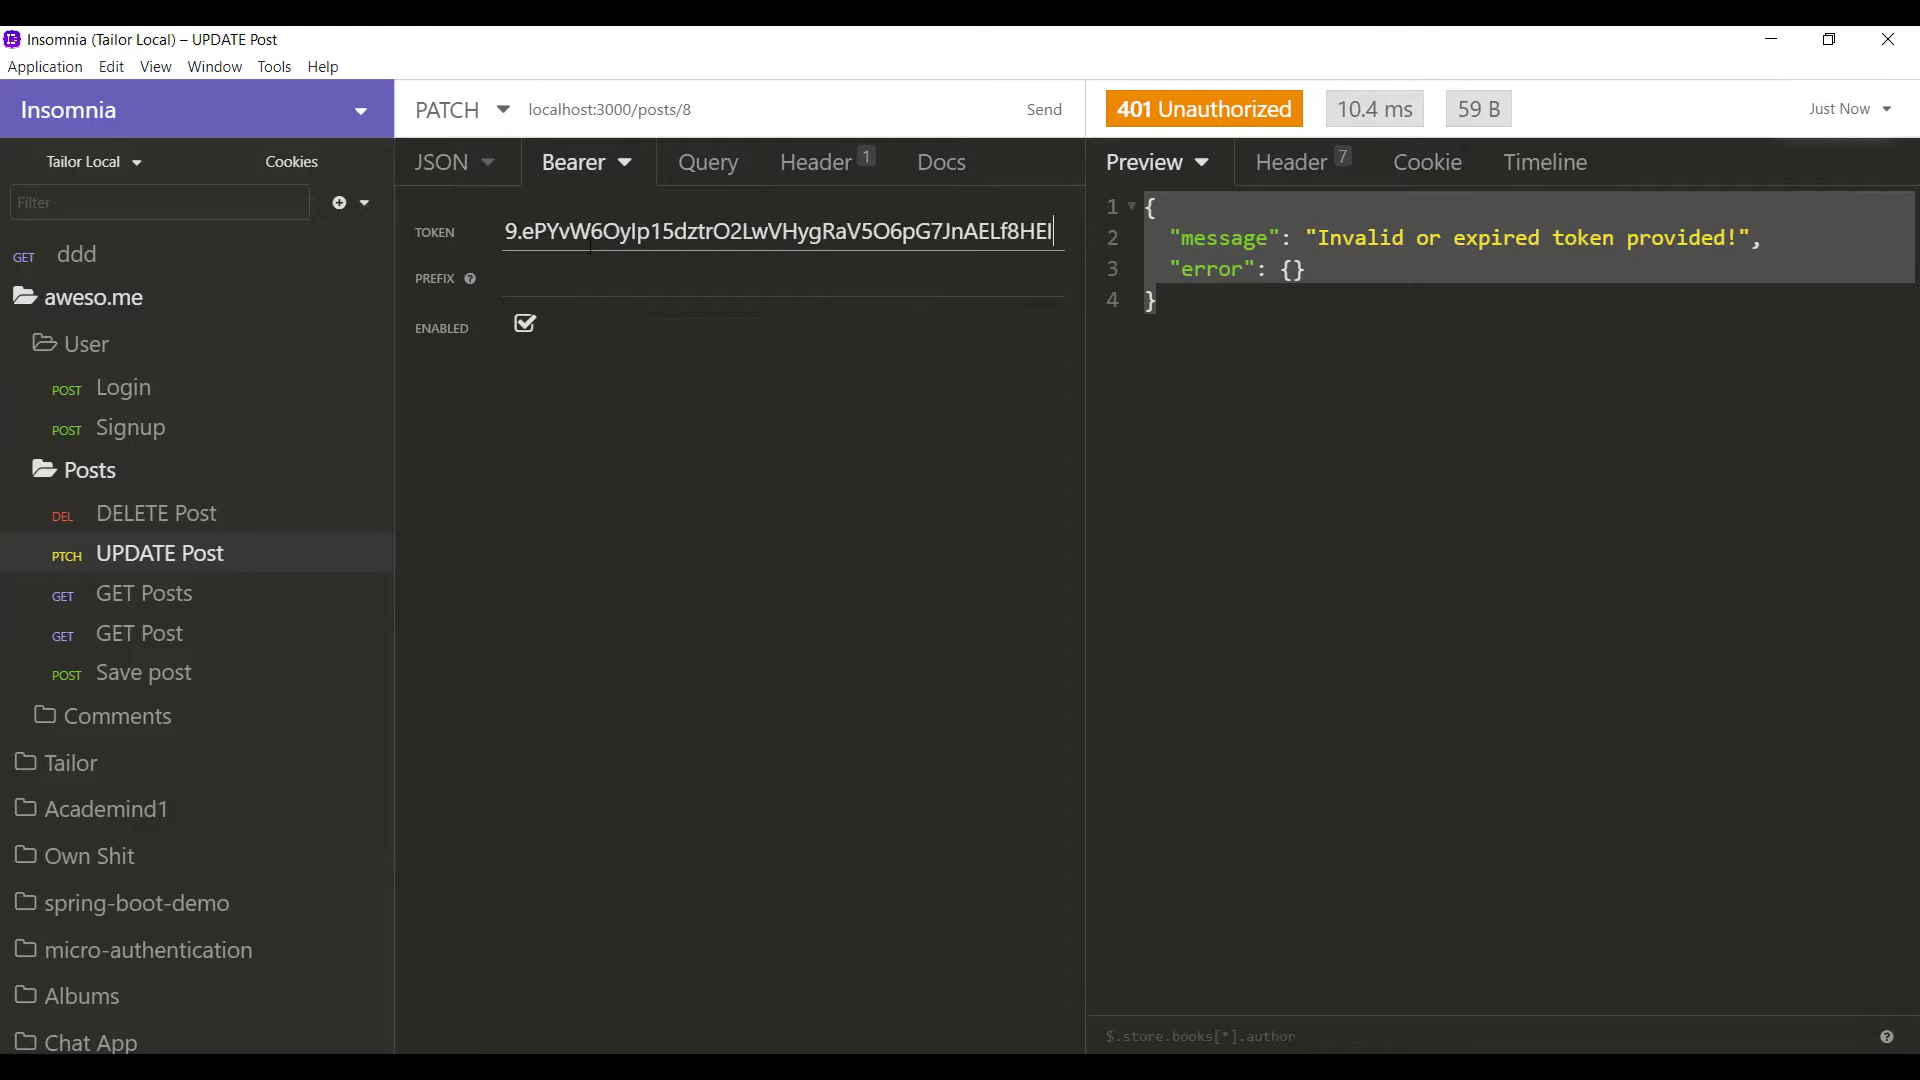 Insomnia (Tailor Local) – UPDATE Post
Application Edit View Window Tools Help
Insomnia
PATCH localhost:3000/posts/8 Send
401 Unauthorized 10.4 ms 59 B Just Now
Tailor Local Cookies
JSON Bearer Query Header 1 Docs
Preview Header 7 Cookie Timeline
Filter
TOKEN 9.ePYvW6OyIp15dztrO2LwVHygRaV5O6pG7JnAELf8HEI
PREFIX
ENABLED
1 {
2 "message": "Invalid or expired token provided!",
3 "error": {}
4 }
GET ddd
aweso.me
User
POST Login
POST Signup
Posts
DEL DELETE Post
PTCH UPDATE Post
GET GET Posts
GET GET Post
POST Save post
Comments
Tailor
Academind1
Own Shit
spring-boot-demo
micro-authentication
Albums
Chat App
$.store.books[*].author